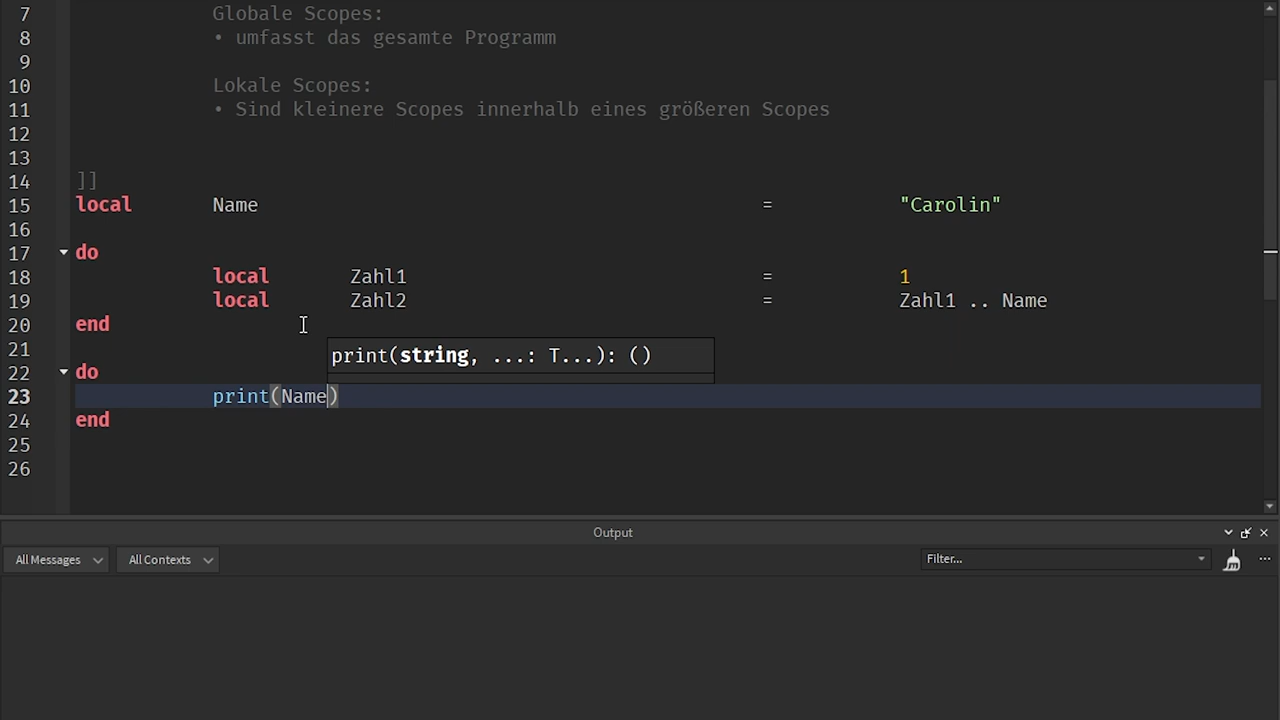 7 Globale Scopes:
8 • umfasst das gesamte Programm
9
10 Lokale Scopes:
11 • Sind kleinere Scopes innerhalb eines größeren Scopes
12
13
14 ]]
15 local Name = "Carolin"
16
17 do
18 local Zahl1 = 1
19 local Zahl2 = Zahl1 .. Name
20 end
21
print(string, ...: T...): ()
22 do
23 print(Name)
24 end
25
26
Output
All Messages All Contexts Filter... ...